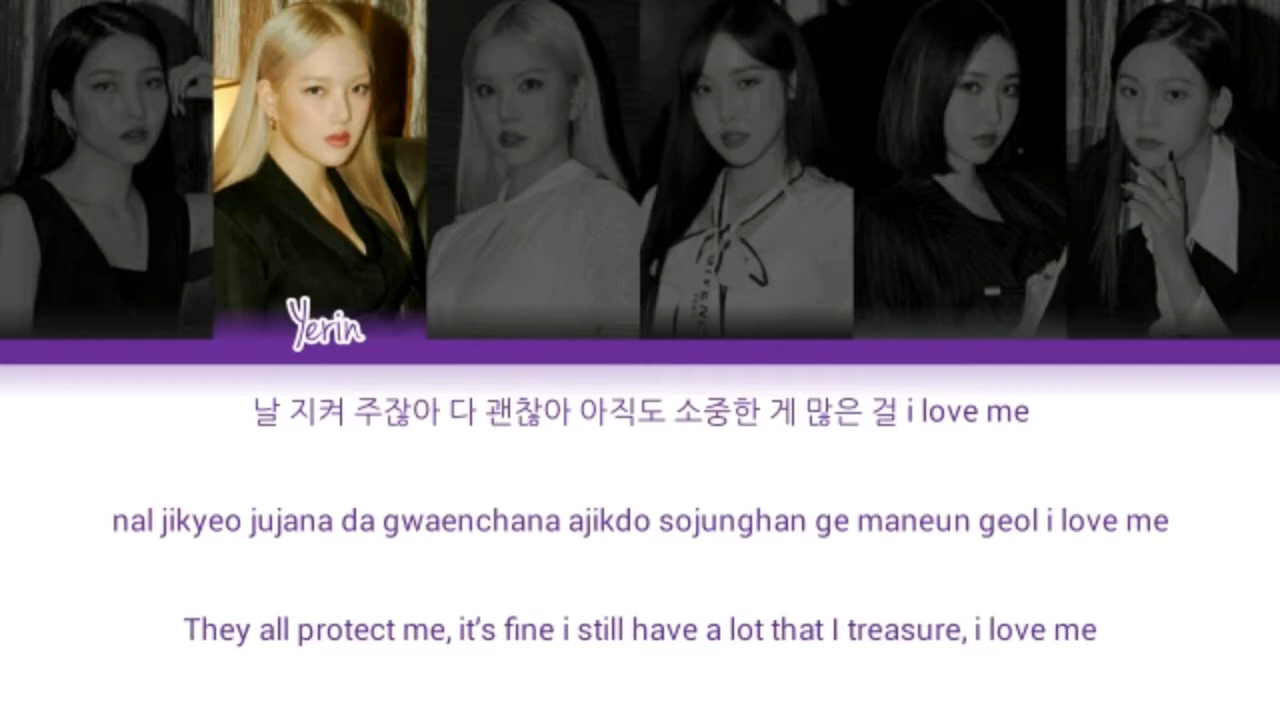 Yerin
날 지켜 주잖아 다 괜찮아 아직도 소중한 게 많은 걸 i love me
nal jikyeo jujana da gwaenchana ajikdo sojunghan ge maneun geol i love me
They all protect me, it's fine i still have a lot that I treasure, i love me